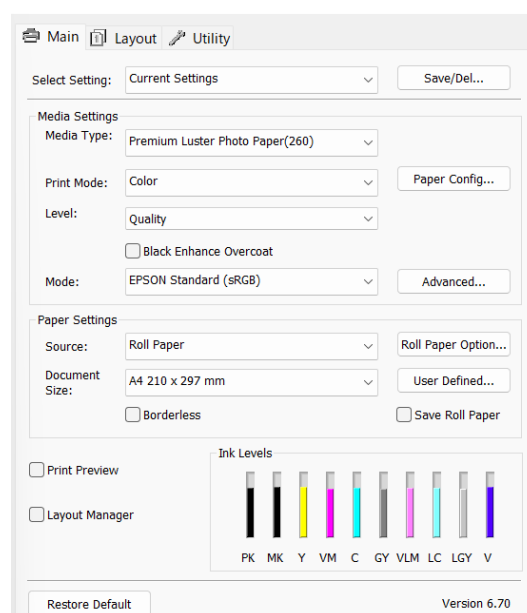 Main Layout Utility
Select Setting: Current Settings Save/Del...
Media Settings
Media Type: Premium Luster Photo Paper(260)
Print Mode: Color Paper Config...
Level: Quality
Black Enhance Overcoat
Mode: EPSON Standard (sRGB) Advanced...
Paper Settings
Source: Roll Paper Roll Paper Option...
Document
Size: A4 210 x 297 mm User Defined...
Borderless Save Roll Paper
Print Preview
Layout Manager
Ink Levels
PK MK Y VM C GY VLM LC LGY V
Restore Default Version 6.70